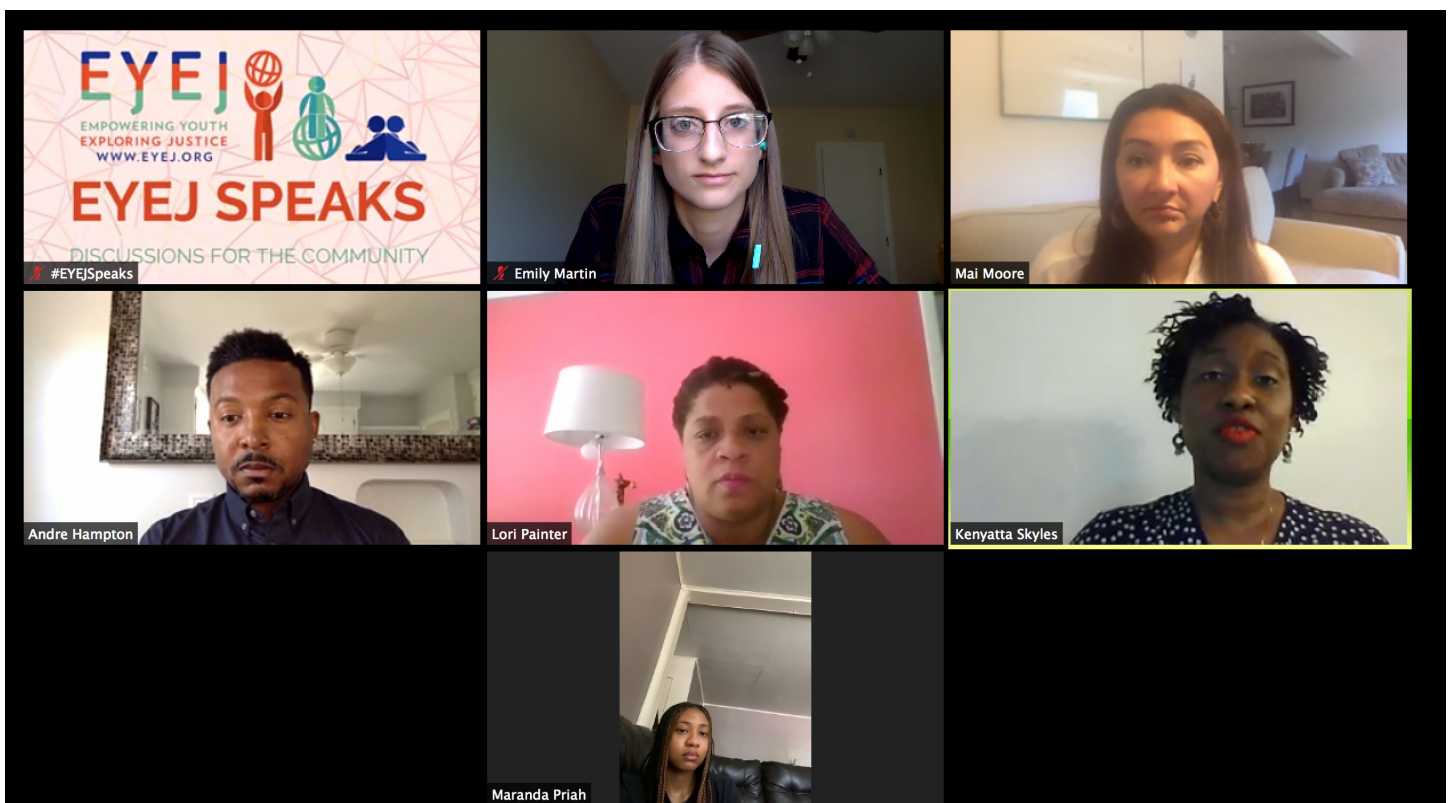 EYEJ
EMPOWERING YOUTH
EXPLORING JUSTICE
WWW.EYEJ.ORG
EYEJ SPEAKS
DISCUSSIONS FOR THE COMMUNITY
#EYEJSpeaks
Emily Martin
Mai Moore
Andre Hampton
Lori Painter
Kenyatta Skyles
Maranda Priah